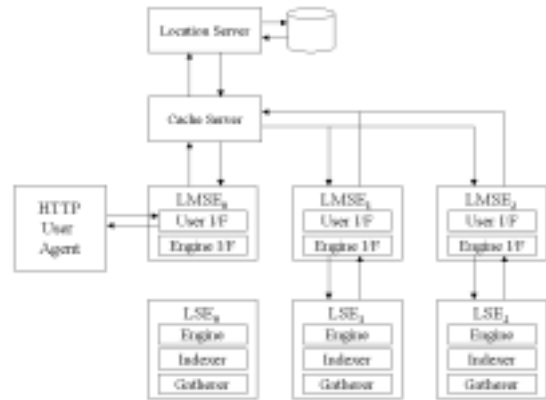 Location Server
Cache Server
HTTP
User
Agent
LMSE₀
User I/F
Engine I/F
LMSE₁
User I/F
Engine I/F
LMSE₂
User I/F
Engine I/F
LSE₀
Engine
Indexer
Gatherer
LSE₁
Engine
Indexer
Gatherer
LSE₂
Engine
Indexer
Gatherer